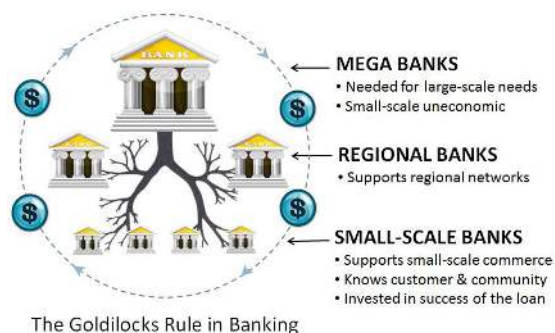 BANK
MEGA BANKS
• Needed for large-scale needs
• Small-scale uneconomic
$
$
REGIONAL BANKS
• Supports regional networks
$
$
SMALL-SCALE BANKS
• Supports small-scale commerce
• Knows customer & community
• Invested in success of the loan
The Goldilocks Rule in Banking